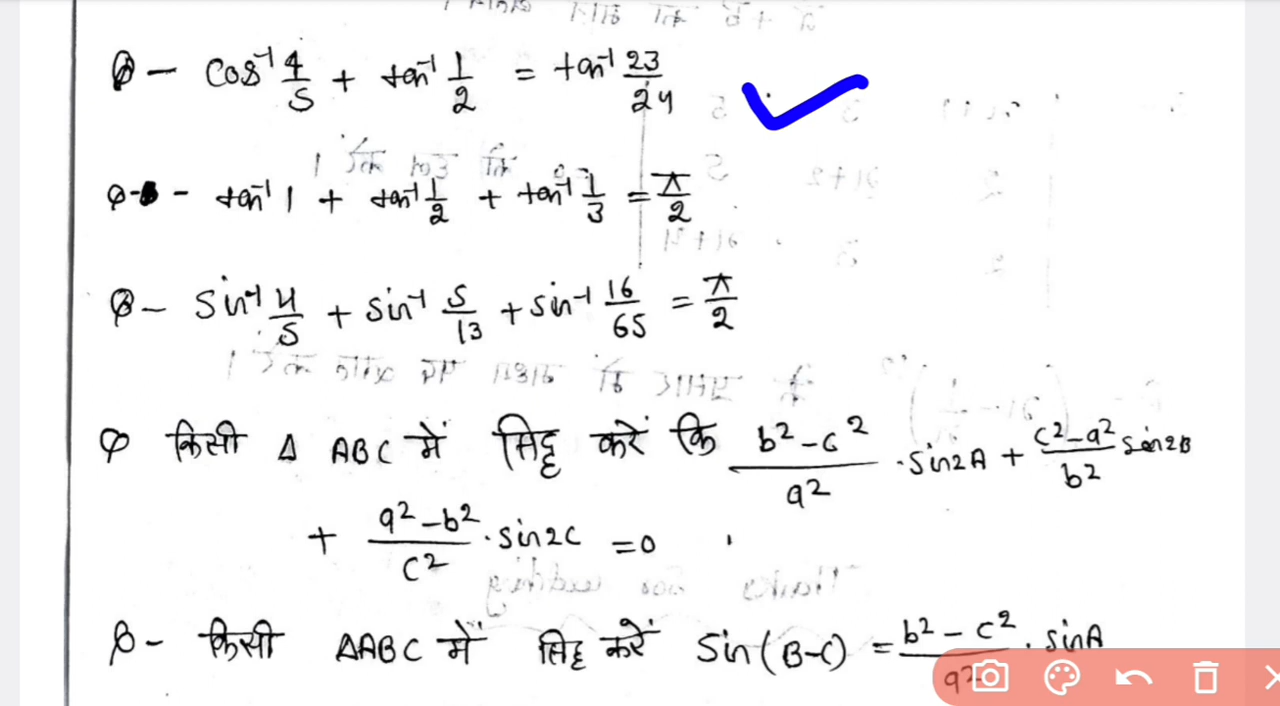 Q - cos⁻¹ 4/5 + tan⁻¹ 1/2 = tan⁻¹ 23/24
Q - tan⁻¹ 1 + tan⁻¹ 1/2 + tan⁻¹ 1/3 = π/2
Q - sin⁻¹ 4/5 + sin⁻¹ 5/13 + sin⁻¹ 16/65 = π/2
Q किसी Δ ABC में सिद्ध करें कि (b² - c²)/a² · sin2A + (c² - a²)/b² sin2B
+ (a² - b²)/c² · sin2C = 0
Q - किसी ΔABC में सिद्ध करें sin(B-C) = (b² - c²)/a² · sinA